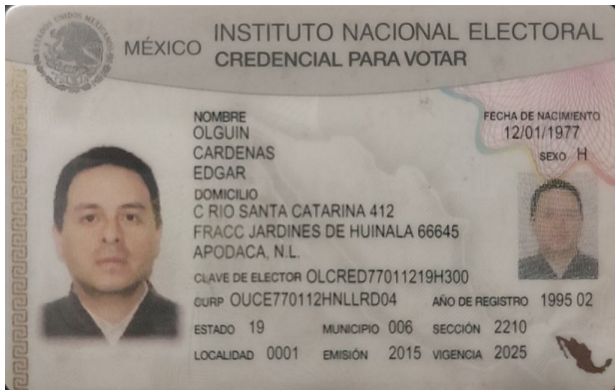 MÉXICO
INSTITUTO NACIONAL ELECTORAL
CREDENCIAL PARA VOTAR
NOMBRE
OLGUIN
CARDENAS
EDGAR
FECHA DE NACIMIENTO
12/01/1977
SEXO H
DOMICILIO
C RIO SANTA CATARINA 412
FRACC JARDINES DE HUINALA 66645
APODACA, N.L.
CLAVE DE ELECTOR OLCRED77011219H300
CURP OUCE770112HNLLRD04 AÑO DE REGISTRO 1995 02
ESTADO 19 MUNICIPIO 006 SECCIÓN 2210
LOCALIDAD 0001 EMISIÓN 2015 VIGENCIA 2025